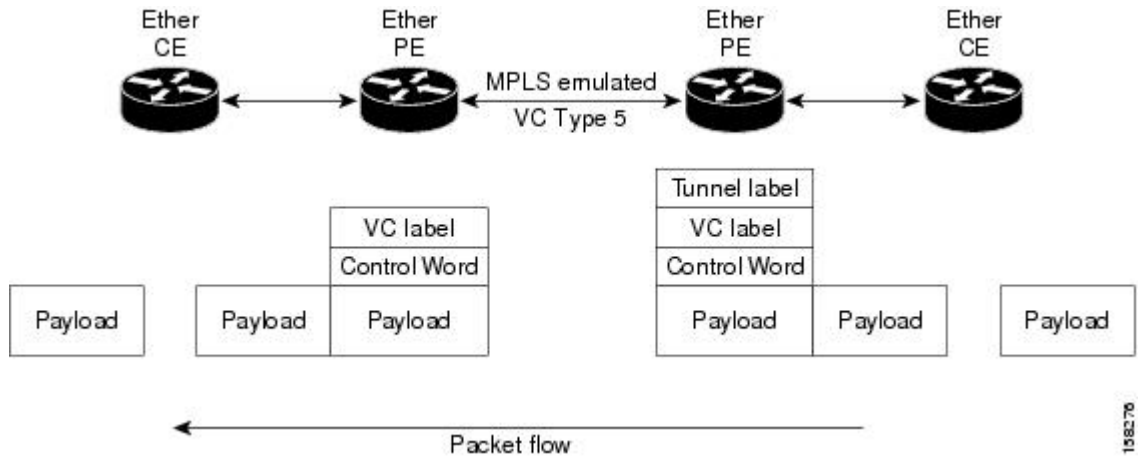 Ether
CE
Ether
PE
Ether
PE
Ether
CE
MPLS emulated
VC Type 5
Tunnel label
VC label
VC label
Control Word
Control Word
Payload
Payload
Payload
Payload
Payload
Payload
Packet flow
158276